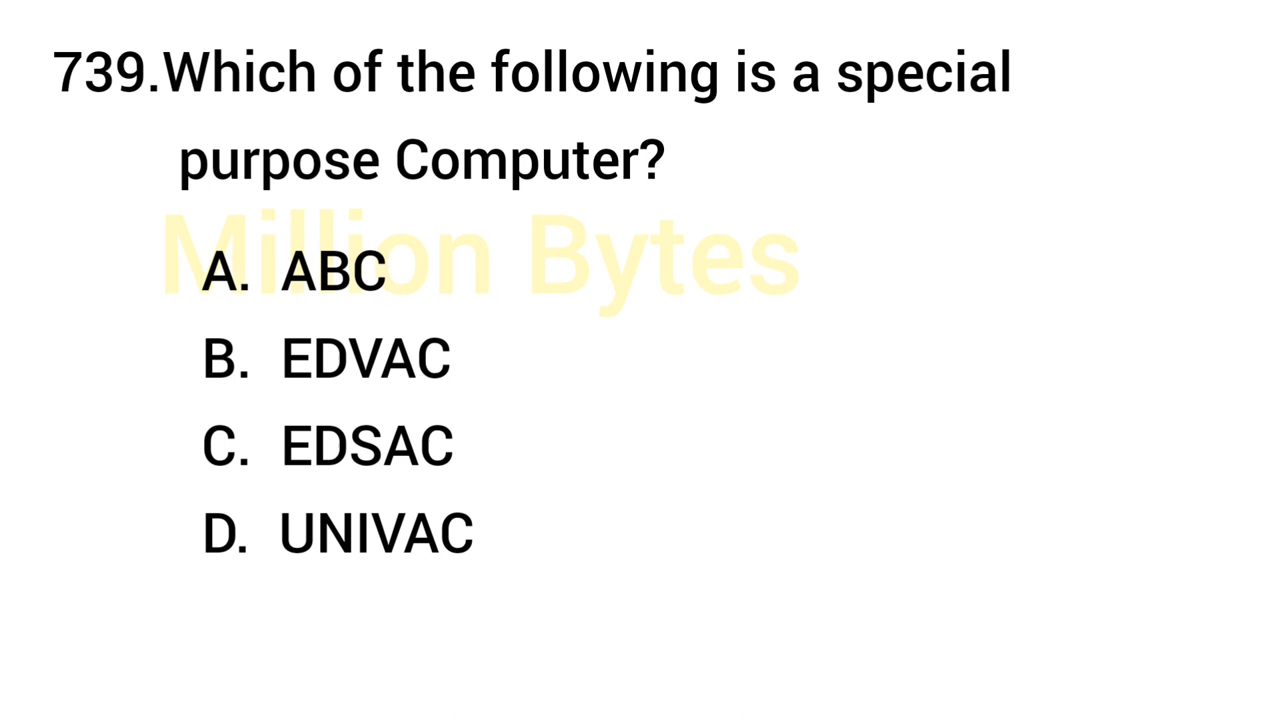 739.Which of the following is a special
purpose Computer?
Million Bytes
A. ABC
B. EDVAC
C. EDSAC
D. UNIVAC